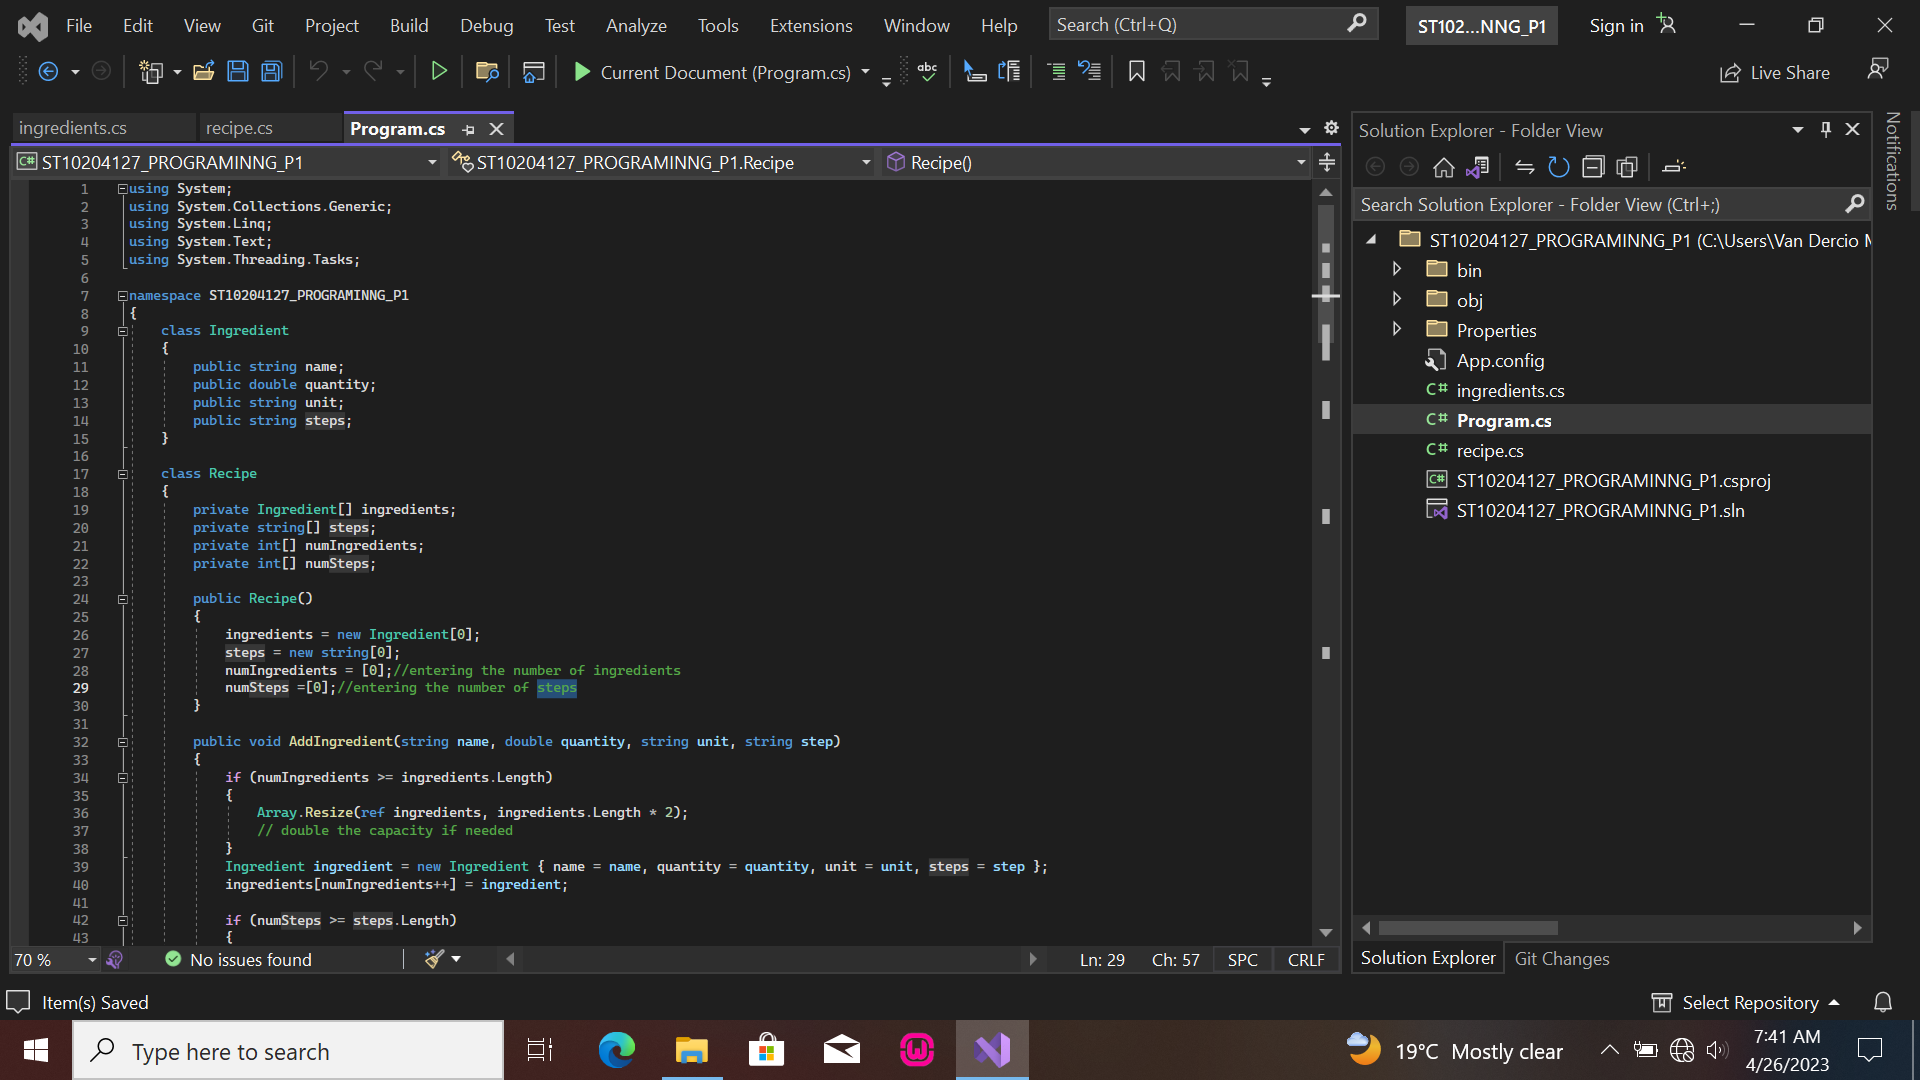 File Edit View Git Project Build Debug Test Analyze Tools Extensions Window Help Search (Ctrl+Q) ST102...NNG_P1 Sign in
Current Document (Program.cs) abc Live Share
ingredients.cs recipe.cs Program.cs
ST10204127_PROGRAMINNG_P1 ST10204127_PROGRAMINNG_P1.Recipe Recipe()
1 using System;
2 using System.Collections.Generic;
3 using System.Linq;
4 using System.Text;
5 using System.Threading.Tasks;
6
7 namespace ST10204127_PROGRAMINNG_P1
8 {
9 class Ingredient
10 {
11 public string name;
12 public double quantity;
13 public string unit;
14 public string steps;
15 }
16
17 class Recipe
18 {
19 private Ingredient[] ingredients;
20 private string[] steps;
21 private int[] numIngredients;
22 private int[] numSteps;
23
24 public Recipe()
25 {
26 ingredients = new Ingredient[0];
27 steps = new string[0];
28 numIngredients = [0];//entering the number of ingredients
29 numSteps =[0];//entering the number of steps
30 }
31
32 public void AddIngredient(string name, double quantity, string unit, string step)
33 {
34 if (numIngredients >= ingredients.Length)
35 {
36 Array.Resize(ref ingredients, ingredients.Length * 2);
37 // double the capacity if needed
38 }
39 Ingredient ingredient = new Ingredient { name = name, quantity = quantity, unit = unit, steps = step };
40 ingredients[numIngredients++] = ingredient;
41
42 if (numSteps >= steps.Length)
43 {
70 % No issues found Ln: 29 Ch: 57 SPC CRLF
Solution Explorer - Folder View
Search Solution Explorer - Folder View (Ctrl+;)
ST10204127_PROGRAMINNG_P1 (C:\Users\Van Dercio M
bin
obj
Properties
App.config
C# ingredients.cs
C# Program.cs
C# recipe.cs
C# ST10204127_PROGRAMINNG_P1.csproj
ST10204127_PROGRAMINNG_P1.sln
Solution Explorer Git Changes
Notifications
Item(s) Saved Select Repository
Type here to search 19°C Mostly clear 7:41 AM
4/26/2023